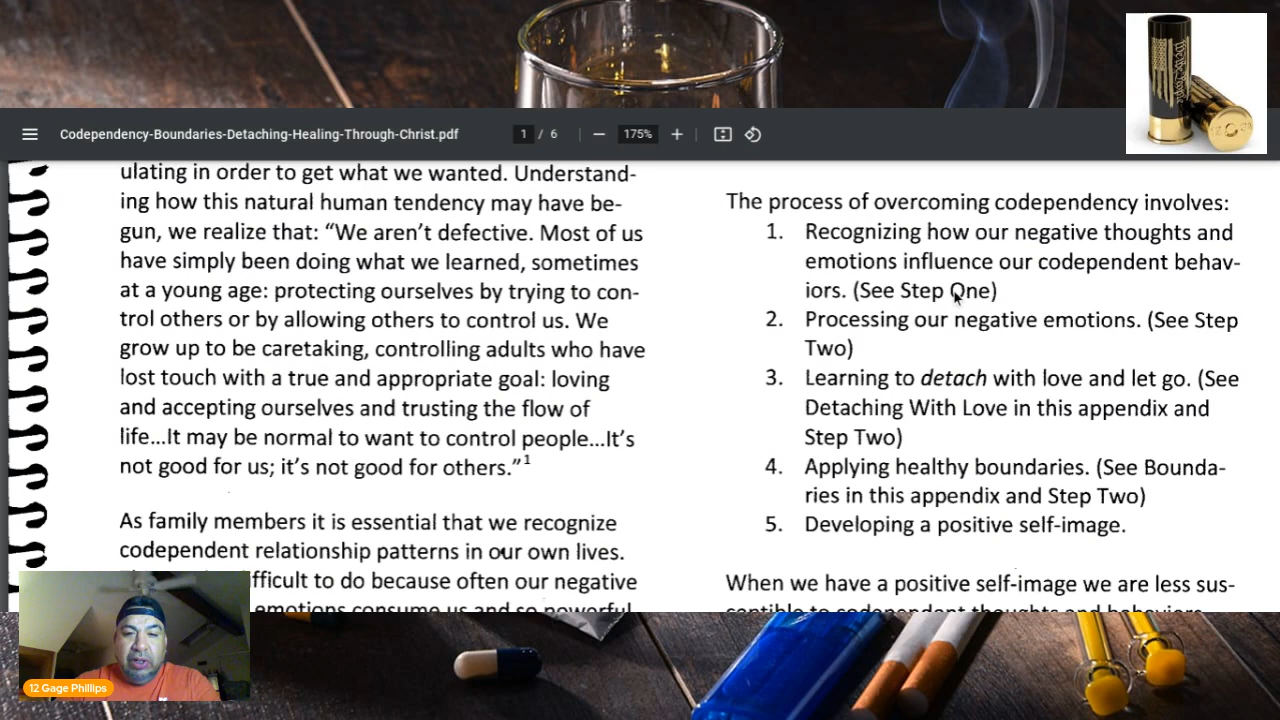 Codependency-Boundaries-Detaching-Healing-Through-Christ.pdf
1 / 6
175%
We the People
ulating in order to get what we wanted. Understand-
ing how this natural human tendency may have be-
gun, we realize that: “We aren’t defective. Most of us
have simply been doing what we learned, sometimes
at a young age: protecting ourselves by trying to con-
trol others or by allowing others to control us. We
grow up to be caretaking, controlling adults who have
lost touch with a true and appropriate goal: loving
and accepting ourselves and trusting the flow of
life...It may be normal to want to control people...It’s
not good for us; it’s not good for others.”1
As family members it is essential that we recognize
codependent relationship patterns in our own lives.
difficult to do because often our negative
emotions consume us and so powerful
The process of overcoming codependency involves:
1. Recognizing how our negative thoughts and
emotions influence our codependent behav-
iors. (See Step One)
2. Processing our negative emotions. (See Step
Two)
3. Learning to detach with love and let go. (See
Detaching With Love in this appendix and
Step Two)
4. Applying healthy boundaries. (See Bounda-
ries in this appendix and Step Two)
5. Developing a positive self-image.
When we have a positive self-image we are less sus-
ceptible to codependent thoughts and behaviors
12 Gage Phillips